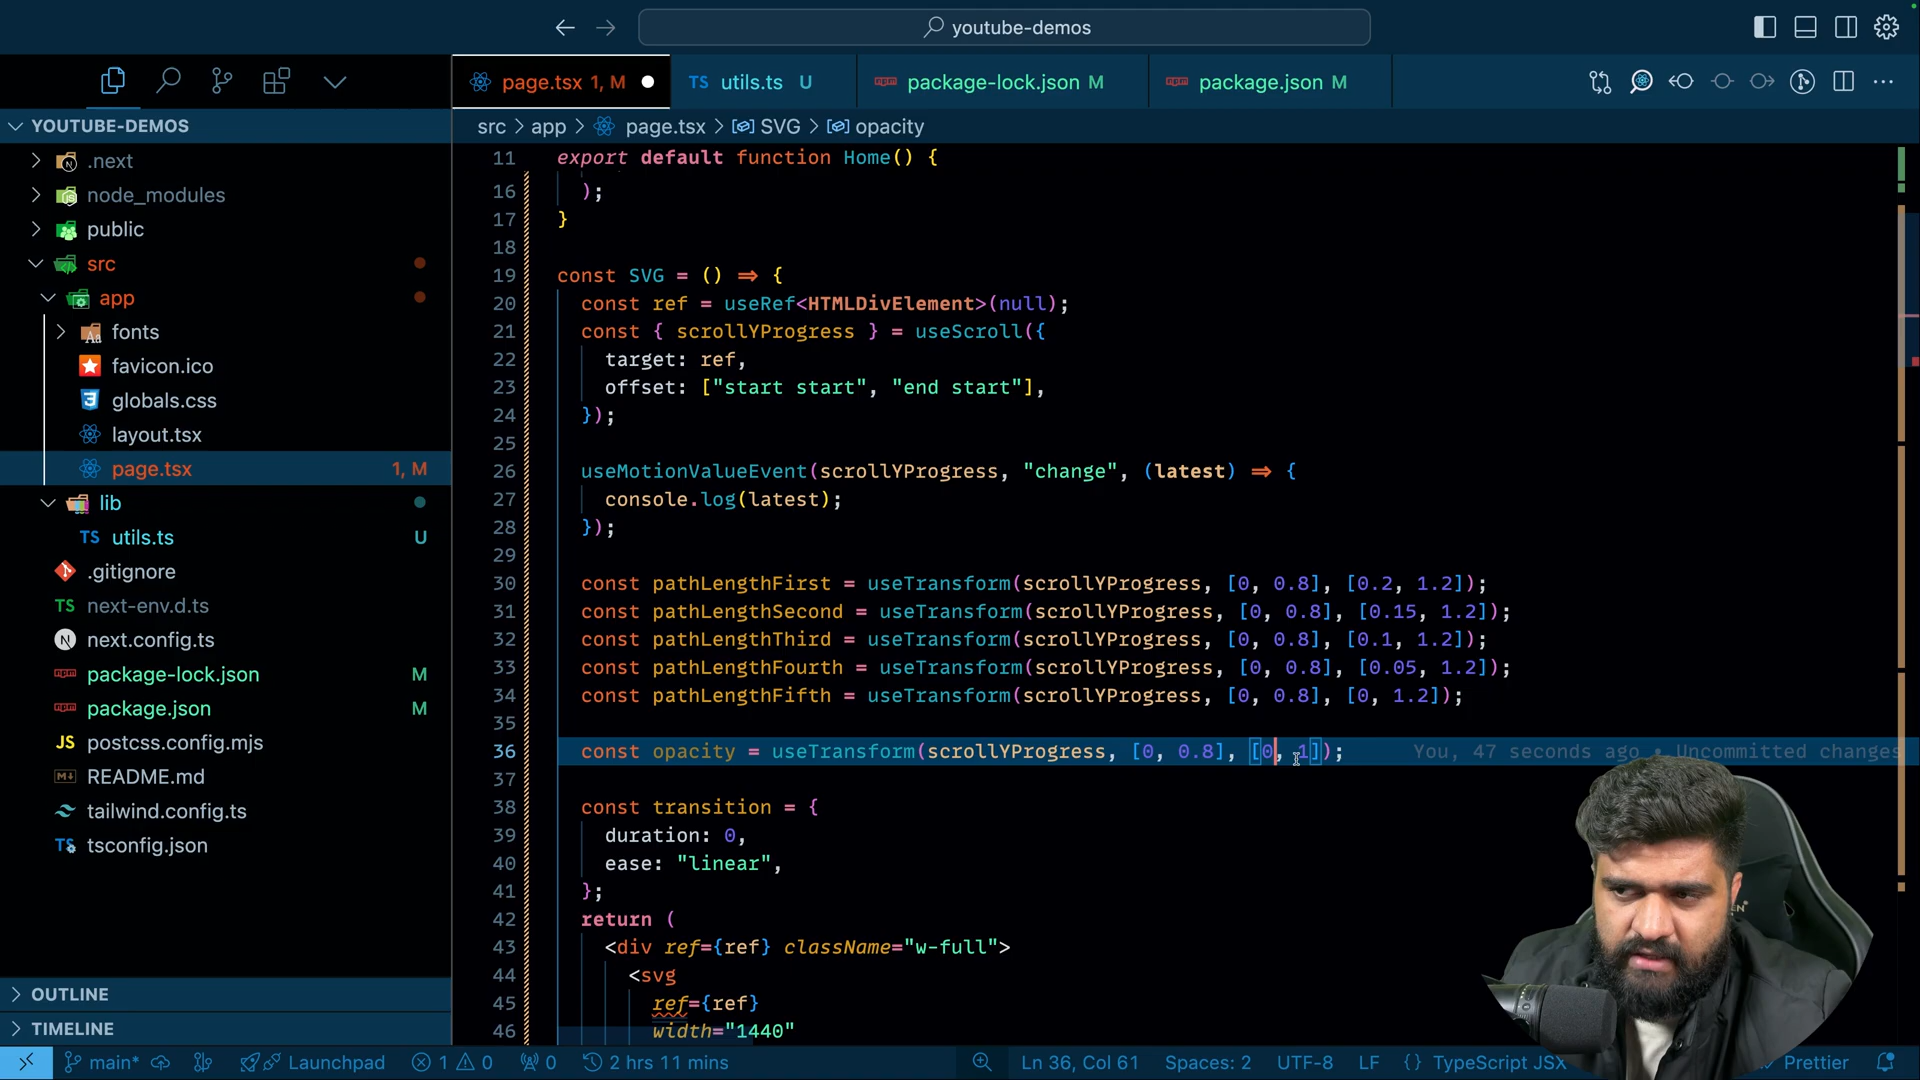 youtube-demos
page.tsx 1, M
TS utils.ts U
package-lock.json M
package.json M
YOUTUBE-DEMOS
src > app > page.tsx > SVG > opacity
.next
node_modules
public
src
app
fonts
favicon.ico
globals.css
layout.tsx
page.tsx 1, M
lib
TS utils.ts U
.gitignore
TS next-env.d.ts
next.config.ts
package-lock.json M
package.json M
JS postcss.config.mjs
README.md
tailwind.config.ts
TS tsconfig.json
OUTLINE
TIMELINE
11 export default function Home() {
16 );
17 }
18
19 const SVG = () => {
20 const ref = useRef<HTMLDivElement>(null);
21 const { scrollYProgress } = useScroll({
22 target: ref,
23 offset: ["start start", "end start"],
24 });
25
26 useMotionValueEvent(scrollYProgress, "change", (latest) => {
27 console.log(latest);
28 });
29
30 const pathLengthFirst = useTransform(scrollYProgress, [0, 0.8], [0.2, 1.2]);
31 const pathLengthSecond = useTransform(scrollYProgress, [0, 0.8], [0.15, 1.2]);
32 const pathLengthThird = useTransform(scrollYProgress, [0, 0.8], [0.1, 1.2]);
33 const pathLengthFourth = useTransform(scrollYProgress, [0, 0.8], [0.05, 1.2]);
34 const pathLengthFifth = useTransform(scrollYProgress, [0, 0.8], [0, 1.2]);
35
36 const opacity = useTransform(scrollYProgress, [0, 0.8], [0, 1]); You, 47 seconds ago • Uncommitted changes
37
38 const transition = {
39 duration: 0,
40 ease: "linear",
41 };
42 return (
43 <div ref={ref} className="w-full">
44 <svg
45 ref={ref}
46 width="1440"
main* Launchpad 1 0 0 2 hrs 11 mins Ln 36, Col 61 Spaces: 2 UTF-8 LF {} TypeScript JSX Prettier